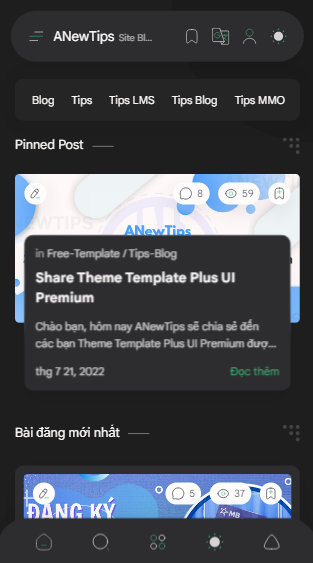 ANewTips Site Bl...
Blog Tips Tips LMS Tips Blog Tips MMO
Pinned Post
8 59
ANewTips
in Free-Template / Tips-Blog
Share Theme Template Plus UI
Premium
Chào bạn, hôm nay ANewTips sẽ chia sẻ đến
các bạn Theme Template Plus UI Premium đượ...
thg 7 21, 2022 Đọc thêm
Bài đăng mới nhất
5 37
ĐĂNG KÝ
MB